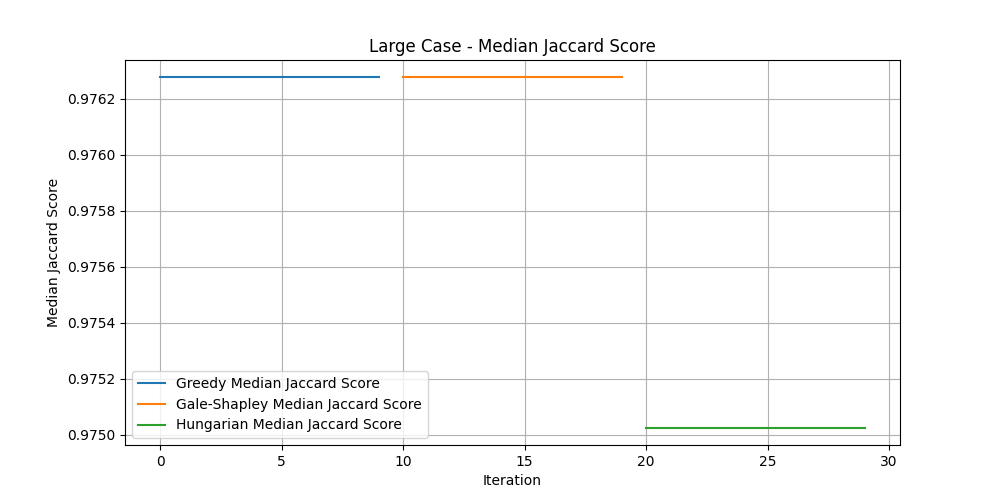 Large Case - Median Jaccard Score
Median Jaccard Score
0.9762
0.9760
0.9758
0.9756
0.9754
0.9752
0.9750
Greedy Median Jaccard Score
Gale-Shapley Median Jaccard Score
Hungarian Median Jaccard Score
0 5 10 15 20 25 30
Iteration